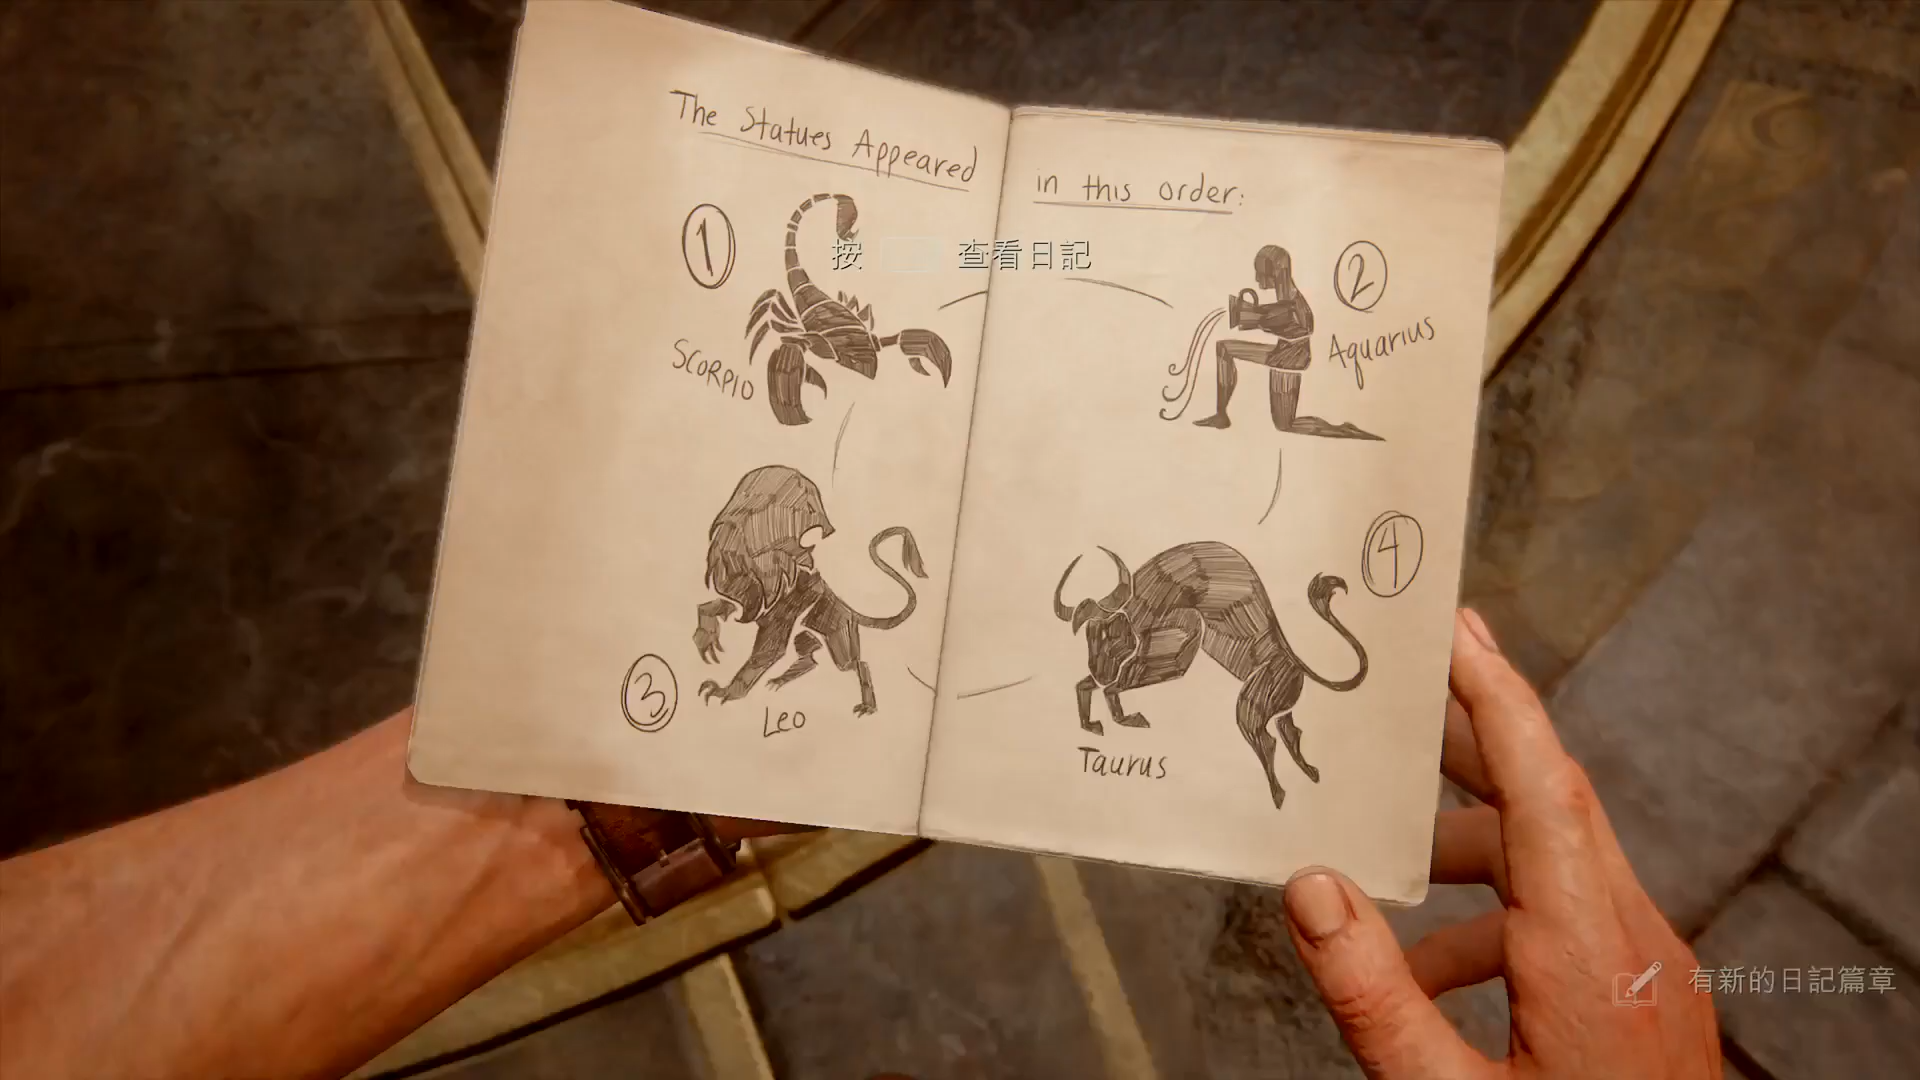 The Statues Appeared
in this order:
1
按 查看日記
2
Scorpio
Aquarius
3
Leo
4
Taurus
有新的日記篇章